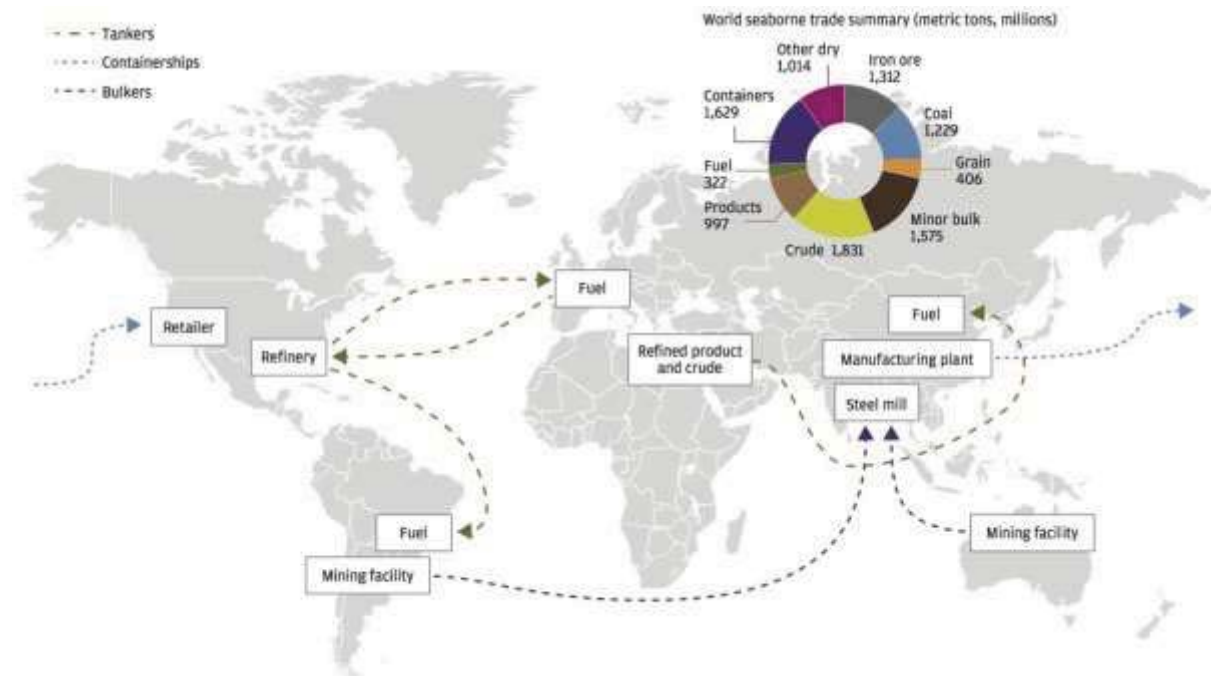 World seaborne trade summary (metric tons, millions)
Tankers
Containerships
Bulkers
Other dry
1,014
Iron ore
1,312
Containers
1,629
Coal
1,229
Fuel
322
Grain
406
Products
997
Minor bulk
1,575
Crude 1,831
Fuel
Retailer
Refinery
Refined product
and crude
Fuel
Manufacturing plant
Steel mill
Fuel
Mining facility
Mining facility